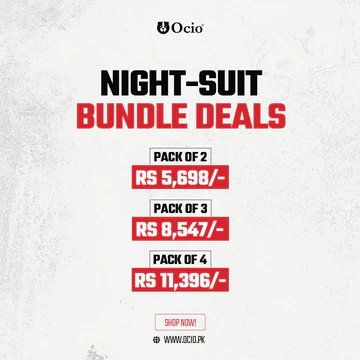 Ocio®
NIGHT-SUIT
BUNDLE DEALS
PACK OF 2
RS 5,698/-
PACK OF 3
RS 8,547/-
PACK OF 4
RS 11,396/-
SHOP NOW!
WWW.OCIO.PK